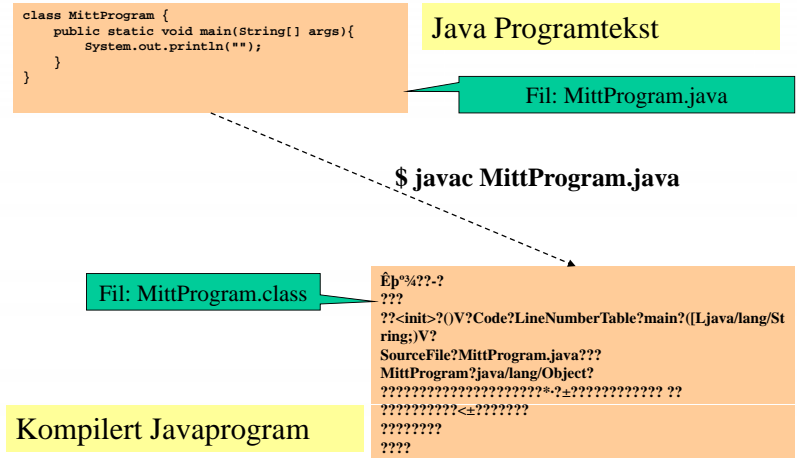 class MittProgram {
    public static void main(String[] args){
        System.out.println("");
    }
}
Java Programtekst
Fil: MittProgram.java
$ javac MittProgram.java
Fil: MittProgram.class
Êþº¾??-?
???
??<init>?()V?Code?LineNumberTable?main?([Ljava/lang/St
ring;)V?
SourceFile?MittProgram.java???
MittProgram?java/lang/Object?
?????????????????????*·?±???????????? ??
??????????<±???????
????????
????
Kompilert Javaprogram